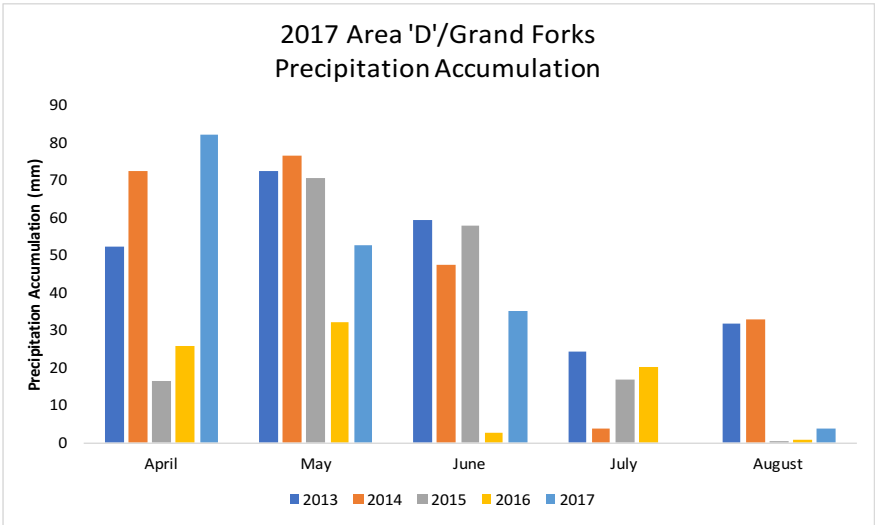 2017 Area 'D'/Grand Forks
Precipitation Accumulation
Precipitation Accumulation (mm)
90
80
70
60
50
40
30
20
10
0
April May June July August
2013 2014 2015 2016 2017